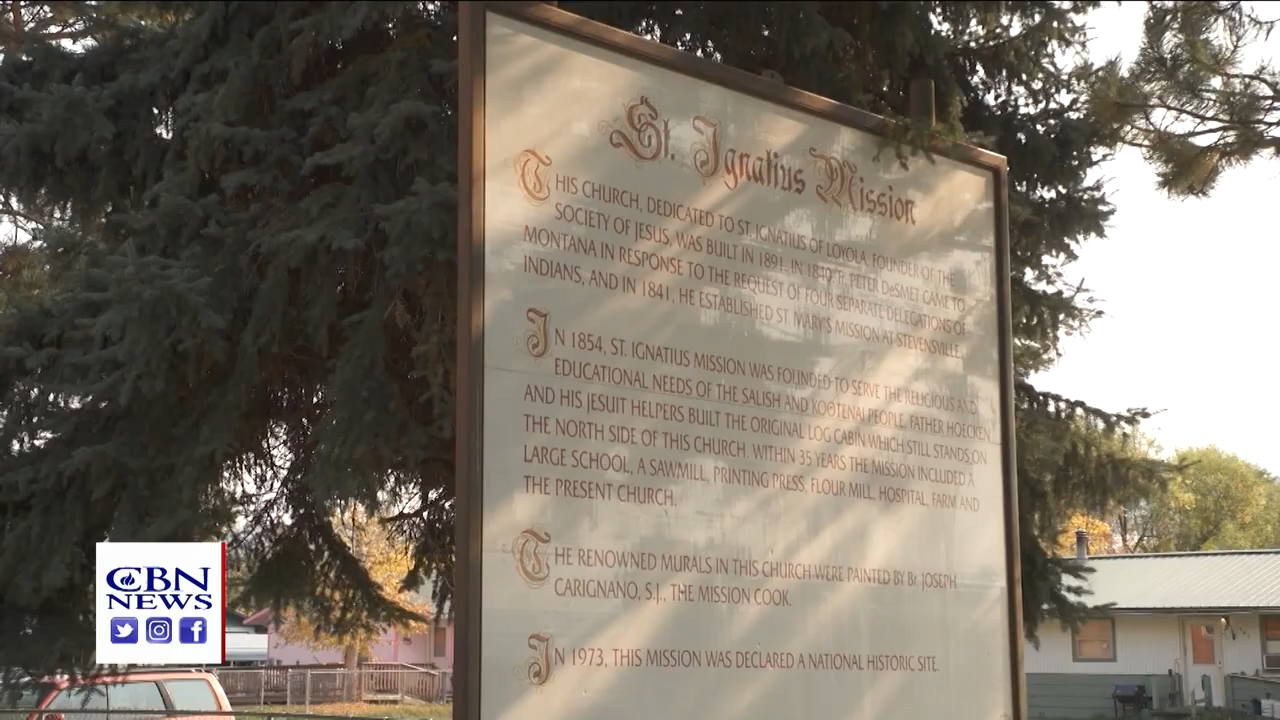 St. Ignatius Mission
THIS CHURCH, DEDICATED TO ST. IGNATIUS OF LOYOLA, FOUNDER OF THE
SOCIETY OF JESUS, WAS BUILT IN 1891. IN 1840, Fr. PETER DeSMET CAME TO
MONTANA IN RESPONSE TO THE REQUEST OF FOUR SEPARATE DELEGATIONS OF
INDIANS, AND IN 1841, HE ESTABLISHED ST. MARY'S MISSION AT STEVENSVILLE.
IN 1854, ST. IGNATIUS MISSION WAS FOUNDED TO SERVE THE RELIGIOUS AND
EDUCATIONAL NEEDS OF THE SALISH AND KOOTENAI PEOPLE. FATHER HOECKEN
AND HIS JESUIT HELPERS BUILT THE ORIGINAL LOG CABIN WHICH STILL STANDS ON
THE NORTH SIDE OF THIS CHURCH. WITHIN 35 YEARS THE MISSION INCLUDED A
LARGE SCHOOL, A SAWMILL, PRINTING PRESS, FLOUR MILL, HOSPITAL, FARM AND
THE PRESENT CHURCH.
THE RENOWNED MURALS IN THIS CHURCH WERE PAINTED BY Br. JOSEPH
CARIGNANO, S.J., THE MISSION COOK.
IN 1973, THIS MISSION WAS DECLARED A NATIONAL HISTORIC SITE.
CBN
NEWS